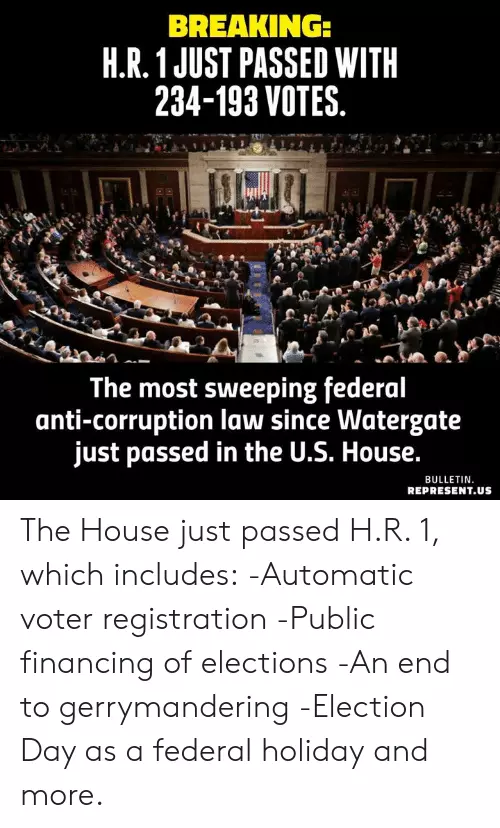 BREAKING:
H.R. 1 JUST PASSED WITH
234-193 VOTES.
The most sweeping federal
anti-corruption law since Watergate
just passed in the U.S. House.
BULLETIN.
REPRESENT.US
The House just passed H.R. 1,
which includes: -Automatic
voter registration -Public
financing of elections -An end
to gerrymandering -Election
Day as a federal holiday and
more.